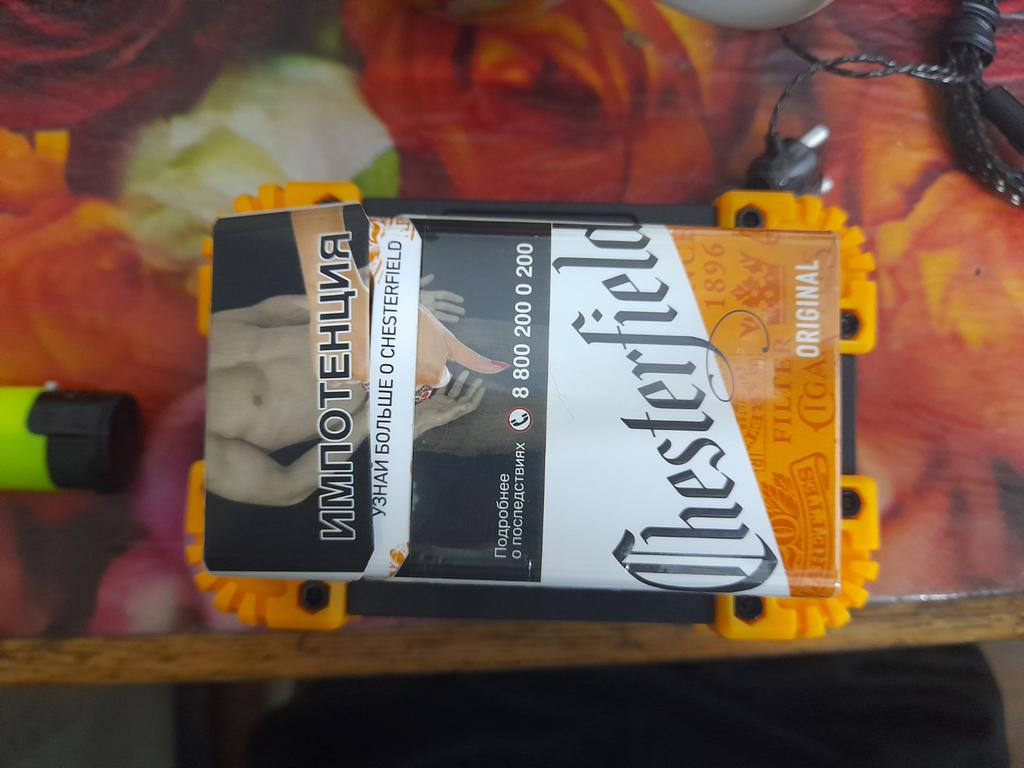 ИМПОТЕНЦИЯ
УЗНАЙ БОЛЬШЕ О CHESTERFIELD
Подробнее
о последствиях 8 800 200 0 200
Chesterfield
1896
FILTER
ORIGINAL